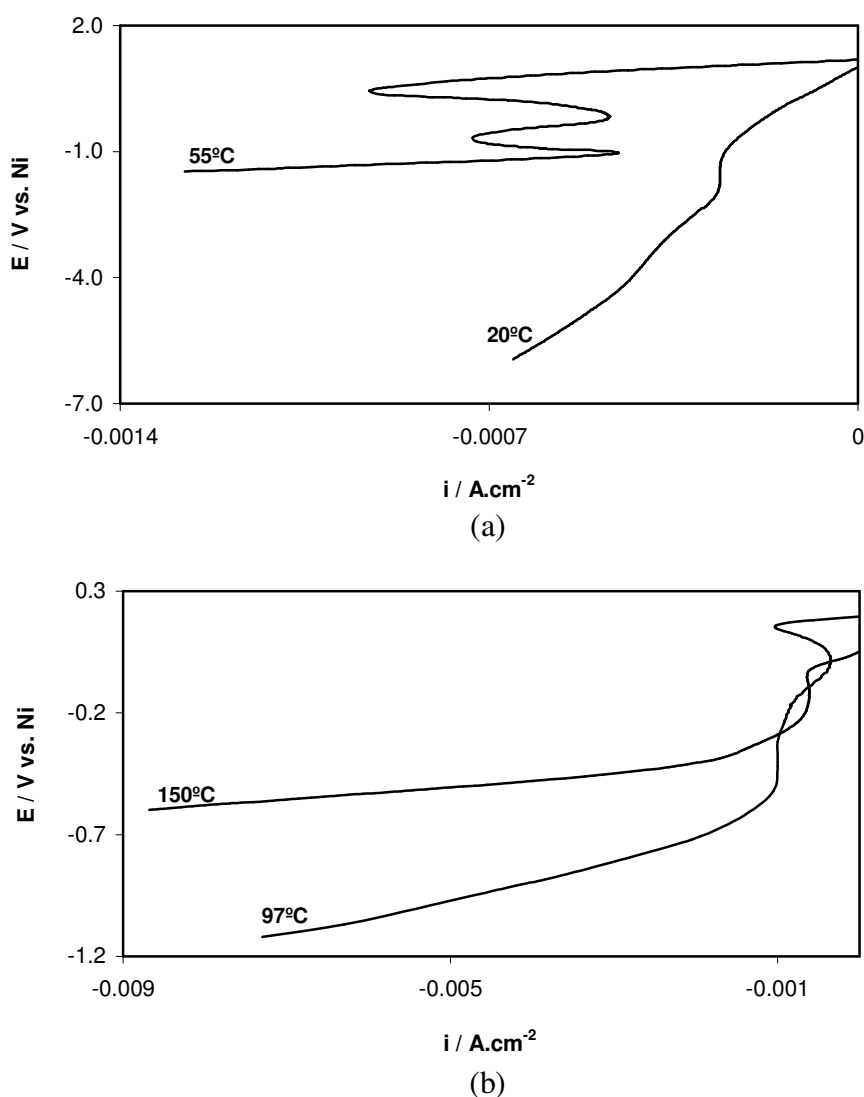 2.0
-1.0
-4.0
-7.0
E / V vs. Ni
55ºC
20ºC
-0.0014
-0.0007
0
i / A.cm-2
(a)
0.3
-0.2
-0.7
-1.2
E / V vs. Ni
150ºC
97ºC
-0.009
-0.005
-0.001
i / A.cm-2
(b)